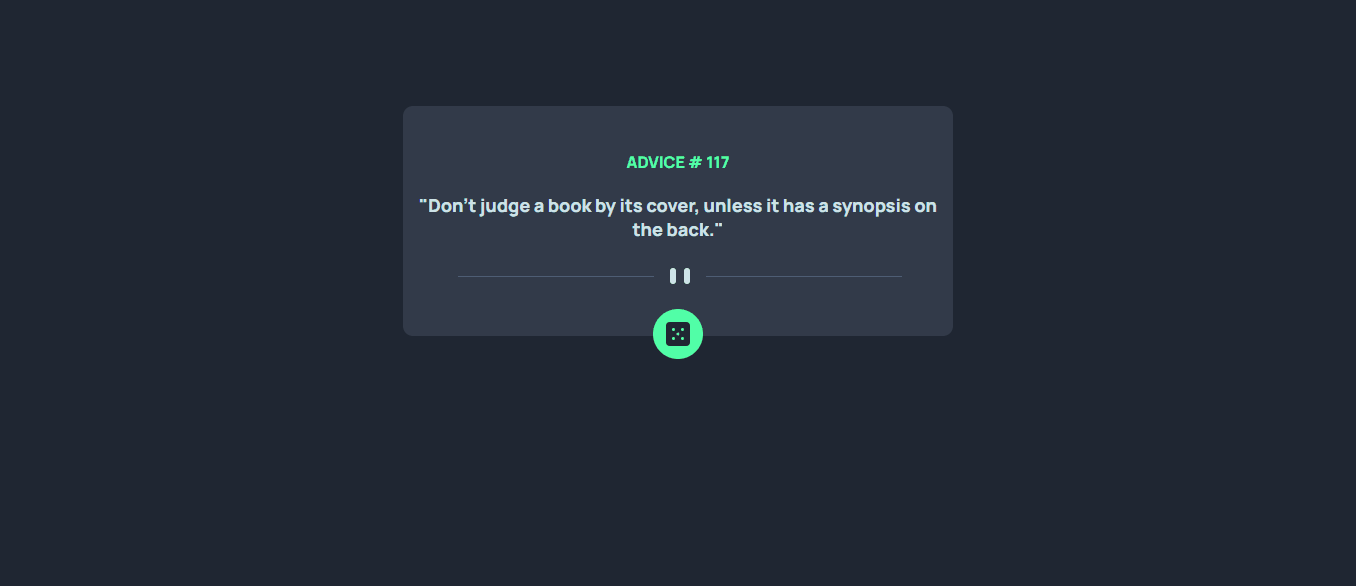 ADVICE # 117
"Don't judge a book by its cover, unless it has a synopsis on
the back."